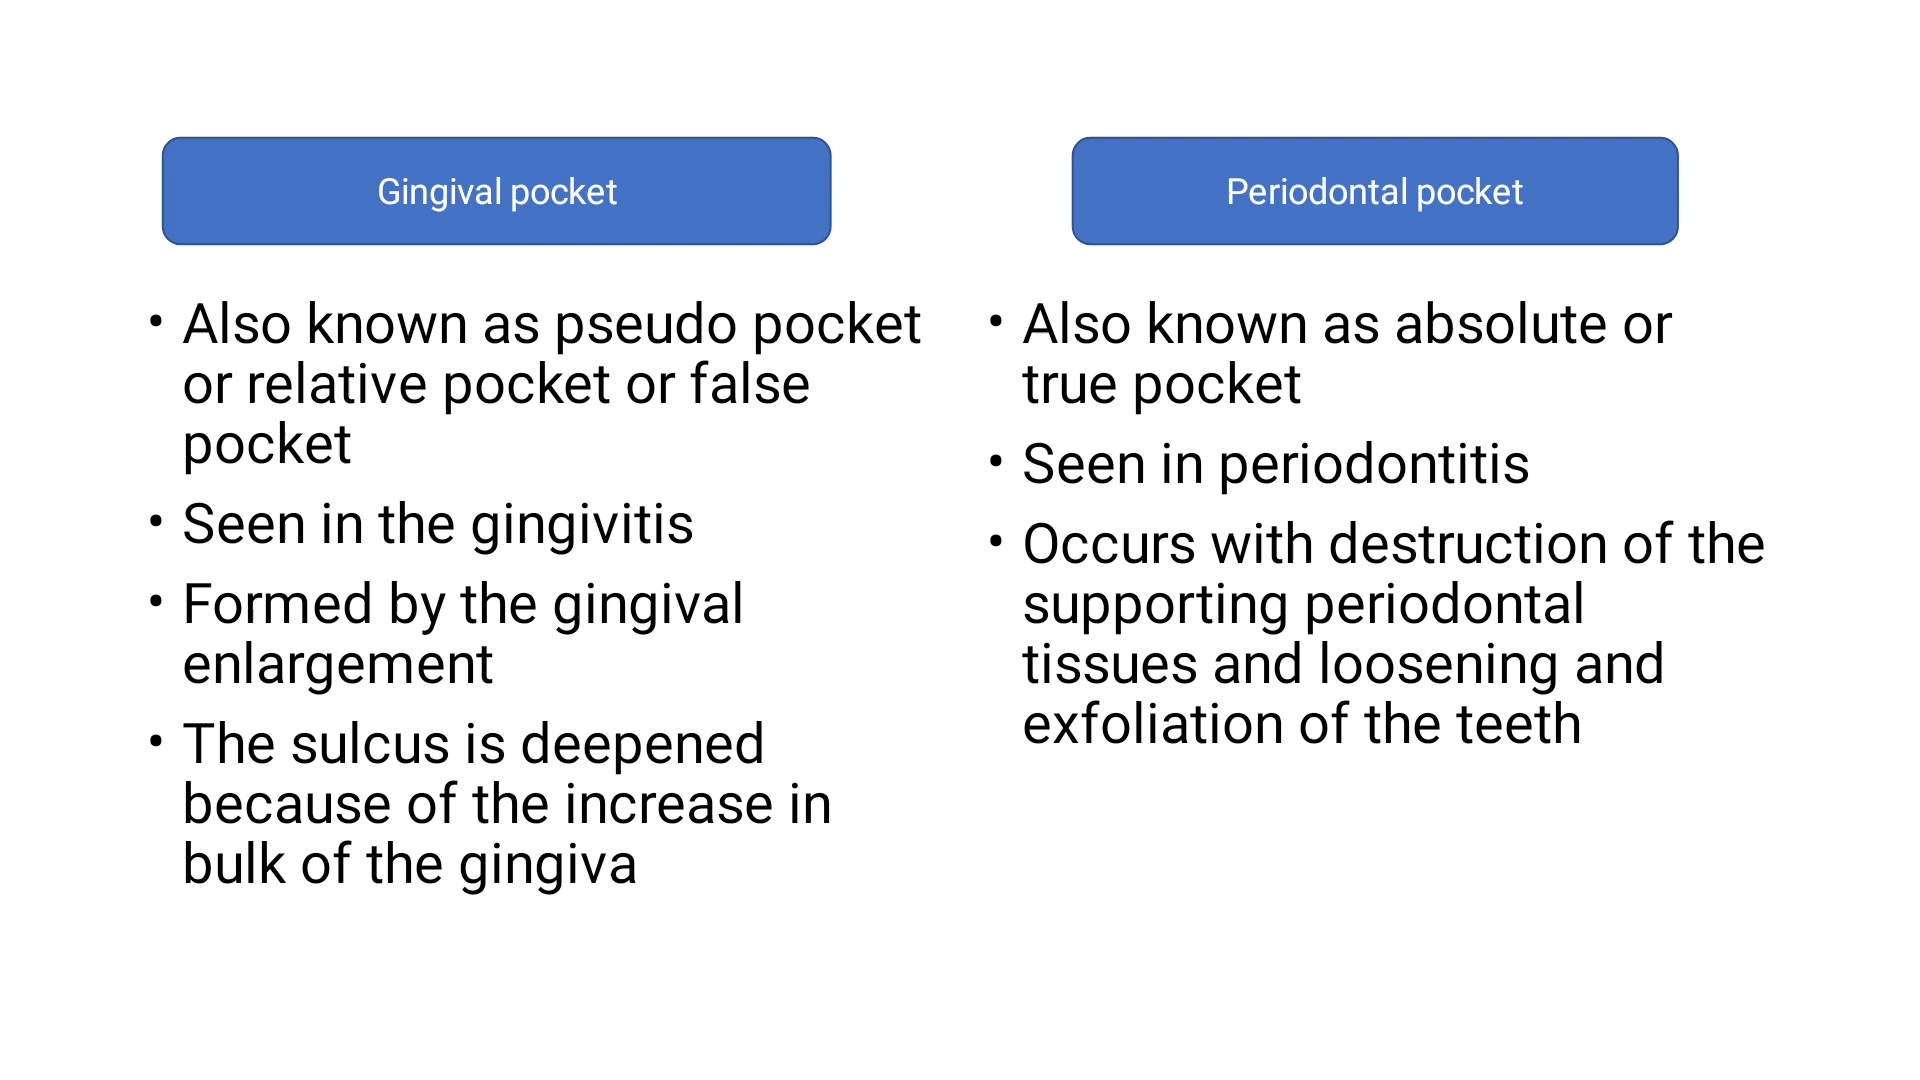 Gingival pocket
• Also known as pseudo pocket
or relative pocket or false
pocket
• Seen in the gingivitis
• Formed by the gingival
enlargement
• The sulcus is deepened
because of the increase in
bulk of the gingiva
Periodontal pocket
• Also known as absolute or
true pocket
• Seen in periodontitis
• Occurs with destruction of the
supporting periodontal
tissues and loosening and
exfoliation of the teeth